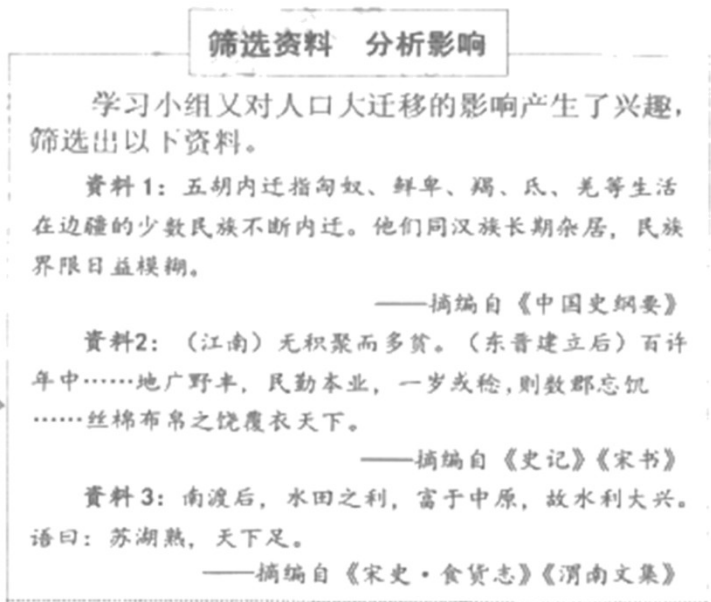 筛选资料 分析影响
学习小组又对人口大迁移的影响产生了兴趣，
筛选出以下资料。
资料1：五胡内迁指匈奴、鲜卑、羯、氐、羌等生活
在边疆的少数民族不断内迁。他们同汉族长期杂居，民族
界限日益模糊。
——摘编自《中国史纲要》
资料2：（江南）无积聚而多贫。（东晋建立后）百许
年中……地广野丰，民勤本业，一岁或稔，则数郡忘饥
……丝棉布帛之饶覆衣天下。
——摘编自《史记》《宋书》
资料3：南渡后，水田之利，富于中原，故水利大兴。
语曰：苏湖熟，天下足。
——摘编自《宋史·食货志》《渭南文集》